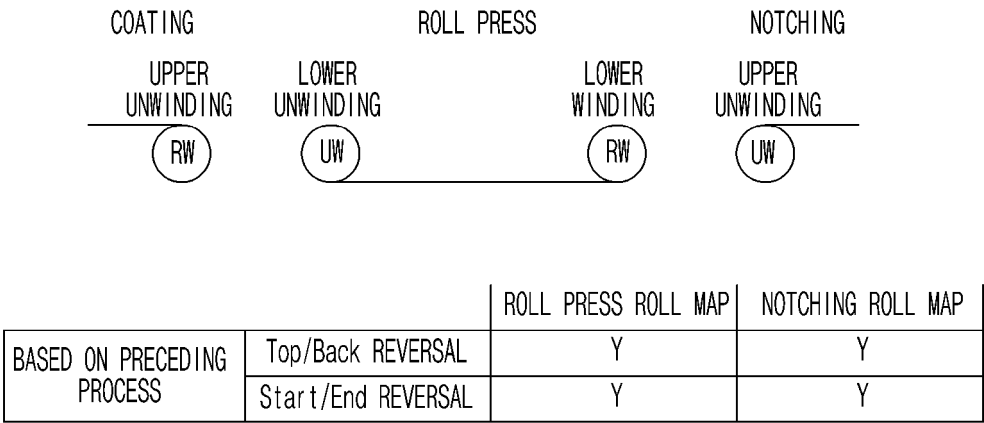 COATING
ROLL PRESS
NOTCHING
UPPER
UNWINDING
LOWER
UNWINDING
LOWER
WINDING
UPPER
UNWINDING
RW
UW
RW
UW
ROLL PRESS ROLL MAP
NOTCHING ROLL MAP
BASED ON PRECEDING
PROCESS
Top/Back REVERSAL
Y
Y
Start/End REVERSAL
Y
Y